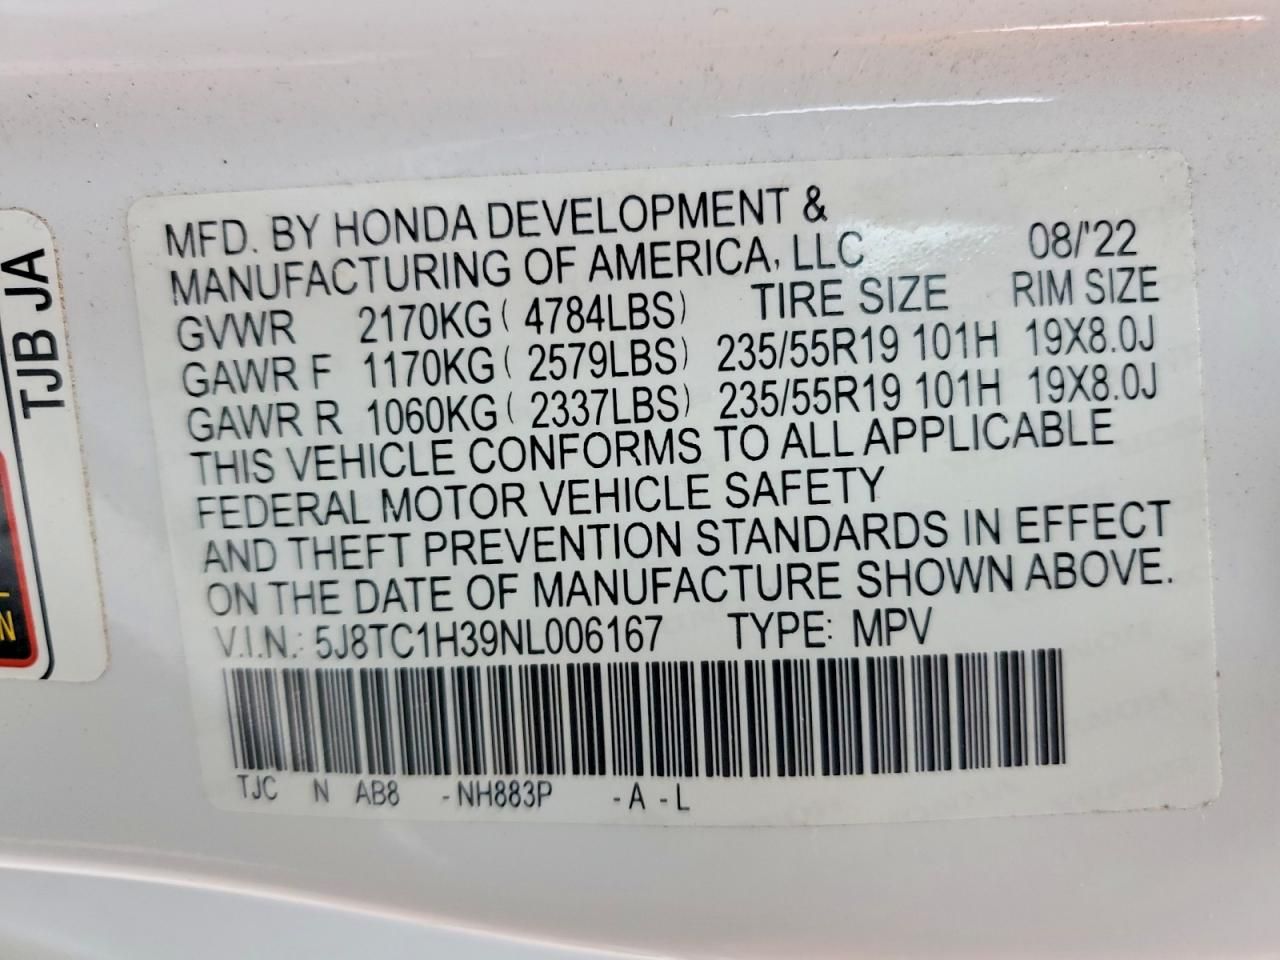 TJB JA
N
MFD. BY HONDA DEVELOPMENT &
MANUFACTURING OF AMERICA, LLC 08/'22
GVWR 2170KG ( 4784LBS) TIRE SIZE RIM SIZE
GAWR F 1170KG ( 2579LBS) 235/55R19 101H 19X8.0J
GAWR R 1060KG ( 2337LBS) 235/55R19 101H 19X8.0J
THIS VEHICLE CONFORMS TO ALL APPLICABLE
FEDERAL MOTOR VEHICLE SAFETY
AND THEFT PREVENTION STANDARDS IN EFFECT
ON THE DATE OF MANUFACTURE SHOWN ABOVE.
V.I.N.: 5J8TC1H39NL006167 TYPE: MPV
TJC N AB8 -NH883P -A -L